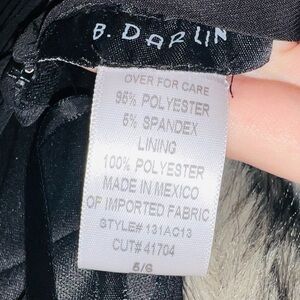 B. DARLIN
OVER FOR CARE
95% POLYESTER
5% SPANDEX
LINING
100% POLYESTER
MADE IN MEXICO
OF IMPORTED FABRIC
STYLE# 131AC13
CUT# 41704
5/6